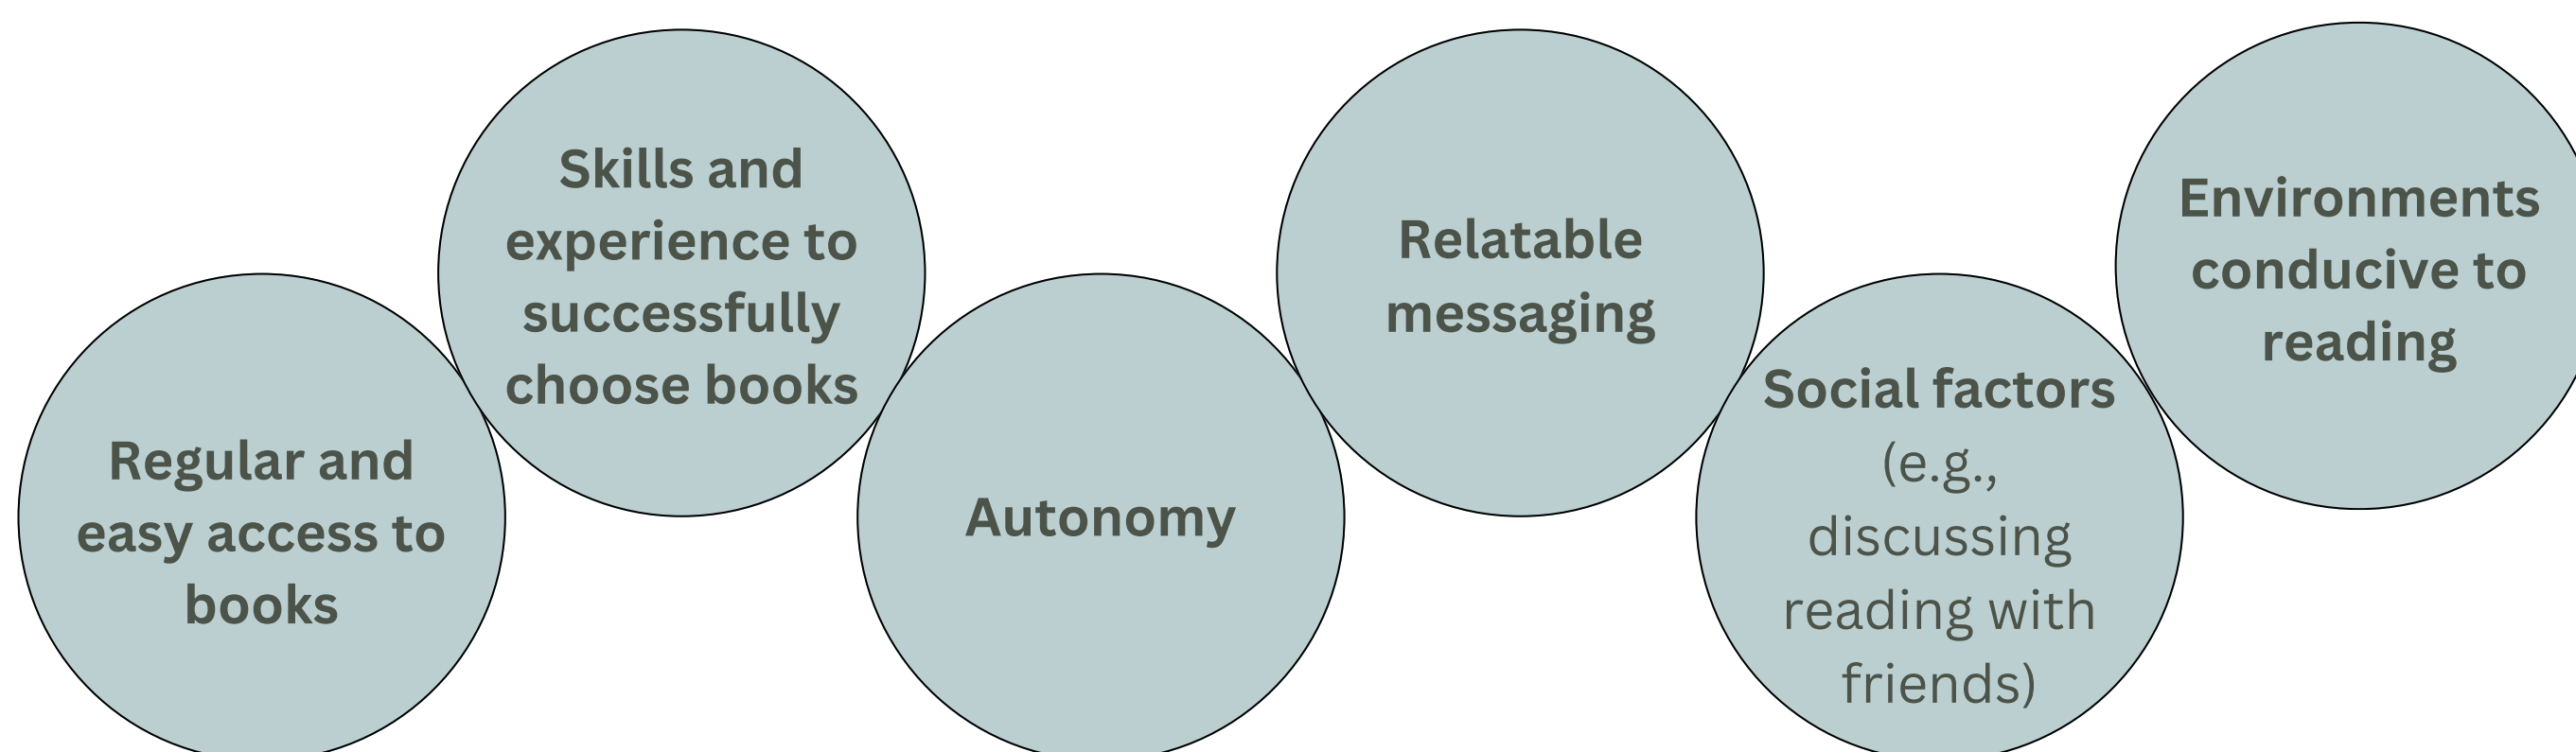 Regular and
easy access to
books
Skills and
experience to
successfully
choose books
Autonomy
Relatable
messaging
Social factors
(e.g.,
discussing
reading with
friends)
Environments
conducive to
reading